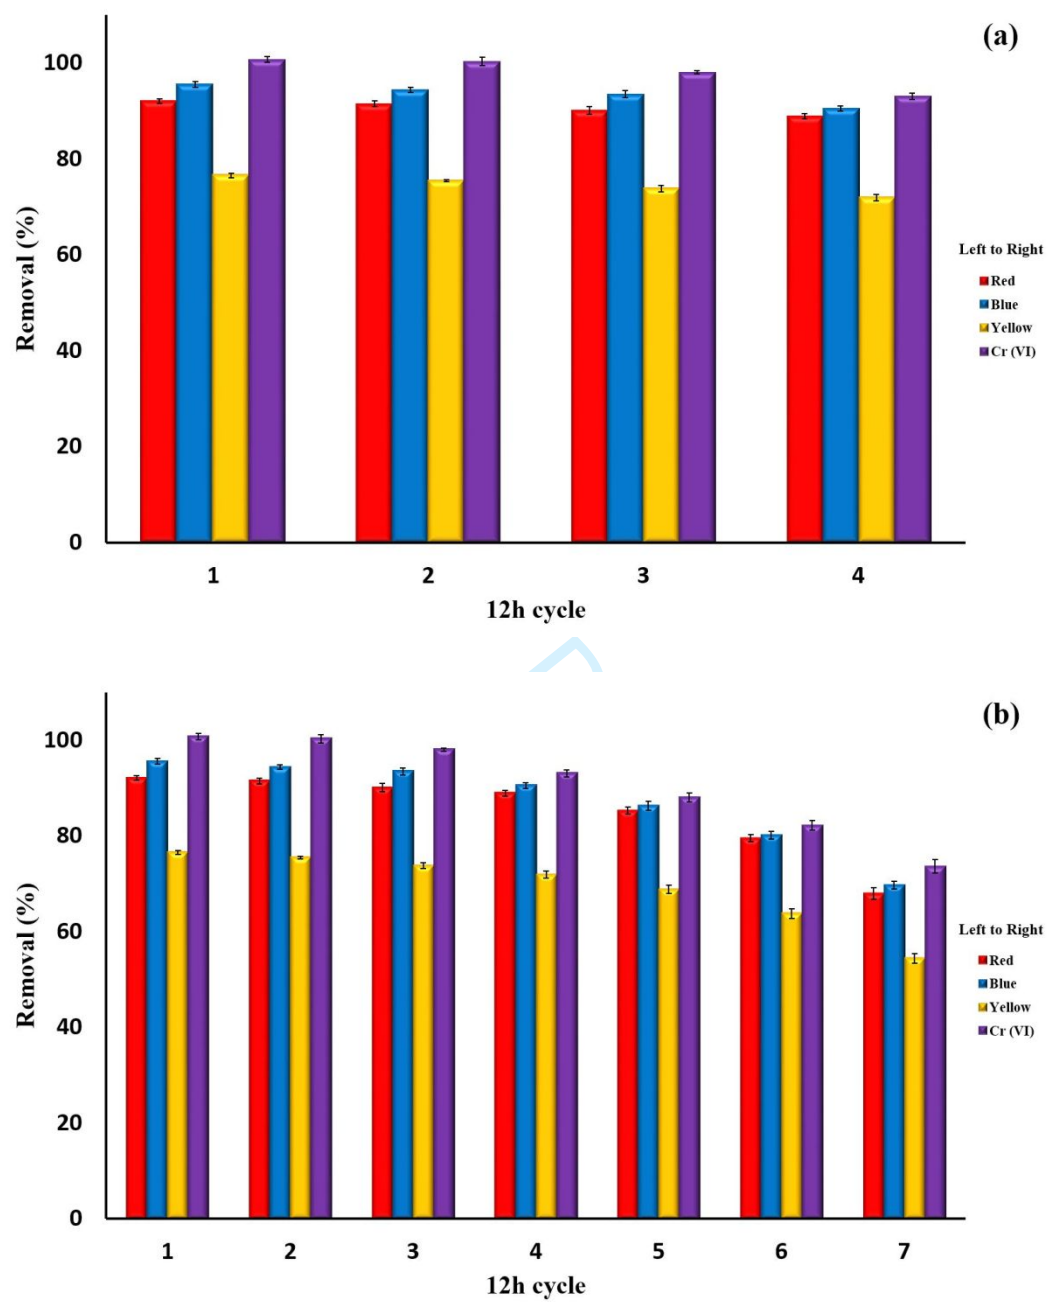 (a)
100
80
60
40
20
0
Removal (%)
1 2 3 4
12h cycle
Left to Right
Red
Blue
Yellow
Cr (VI)
(b)
100
80
60
40
20
0
Removal (%)
1 2 3 4 5 6 7
12h cycle
Left to Right
Red
Blue
Yellow
Cr (VI)